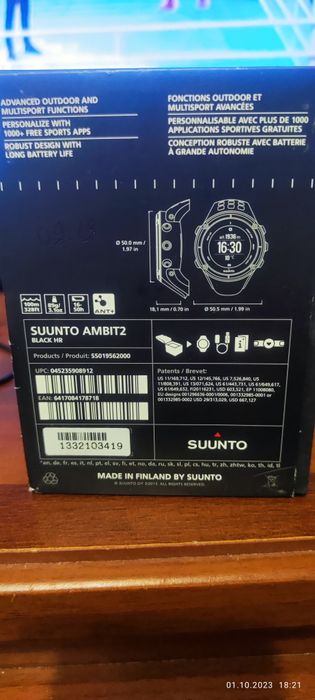 ADVANCED OUTDOOR AND
MULTISPORT FUNCTIONS
PERSONALIZE WITH
1000+ FREE SPORTS APPS
ROBUST DESIGN WITH
LONG BATTERY LIFE
FONCTIONS OUTDOOR ET
MULTISPORT AVANCÉES
PERSONNALISABLE AVEC PLUS DE 1000
APPLICATIONS SPORTIVES GRATUITES
CONCEPTION ROBUSTE AVEC BATTERIE
À GRANDE AUTONOMIE
Ø 50.0 mm /
1.97 in
16:30
SUUNTO
18,1 mm / 0.70 in
Ø 50.5 mm / 1.99 in
100m
328ft
89g
3.1oz
16-
50h
ANT+
SUUNTO AMBIT2
BLACK HR
Products / Produit: SS019562000
UPC: 045235908912
EAN: 6417084178718
1332103419
Patents / Brevet:
SUUNTO
MADE IN FINLAND BY SUUNTO
01.10.2023 18:21